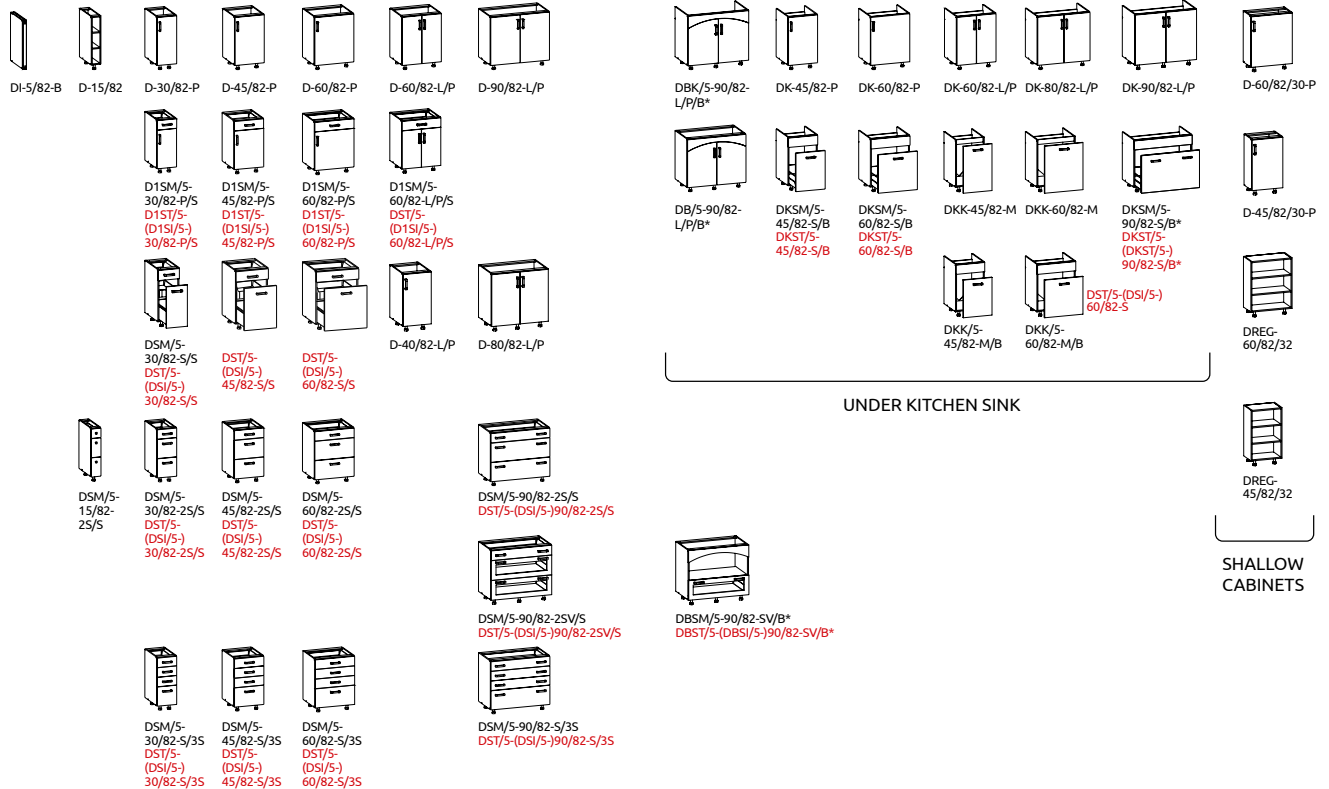 DI-5/82-B
D-15/82
D-30/82-P
D-45/82-P
D-60/82-P
D-60/82-L/P
D-90/82-L/P
DBK/5-90/82-
L/P/B*
DK-45/82-P
DK-60/82-P
DK-60/82-L/P
DK-80/82-L/P
DK-90/82-L/P
D-60/82/30-P
D1SM/5-
30/82-P/S
D1ST/5-
(D1SI/5-)
30/82-P/S
D1SM/5-
45/82-P/S
D1ST/5-
(D1SI/5-)
45/82-P/S
D1SM/5-
60/82-P/S
D1ST/5-
(D1SI/5-)
60/82-P/S
D1SM/5-
60/82-L/P/S
DST/5-
(D1SI/5-)
60/82-L/P/S
DB/5-90/82-
L/P/B*
DKSM/5-
45/82-S/B
DKST/5-
45/82-S/B
DKSM/5-
60/82-S/B
DKST/5-
60/82-S/B
DKK-45/82-M
DKK-60/82-M
DKSM/5-
90/82-S/B*
DKST/5-
(DKST/5-)
90/82-S/B*
D-45/82/30-P
DSM/5-
30/82-S/S
DST/5-
(DSI/5-)
30/82-S/S
DST/5-
(DSI/5-)
45/82-S/S
DST/5-
(DSI/5-)
60/82-S/S
D-40/82-L/P
D-80/82-L/P
DKK/5-
45/82-M/B
DKK/5-
60/82-M/B
DST/5-(DSI/5-)
60/82-S
DREG-
60/82/32
UNDER KITCHEN SINK
DSM/5-
15/82-
2S/S
DSM/5-
30/82-2S/S
DST/5-
(DSI/5-)
30/82-2S/S
DSM/5-
45/82-2S/S
DST/5-
(DSI/5-)
45/82-2S/S
DSM/5-
60/82-2S/S
DST/5-
(DSI/5-)
60/82-2S/S
DSM/5-90/82-2S/S
DST/5-(DSI/5-)90/82-2S/S
DREG-
45/82/32
SHALLOW
CABINETS
DSM/5-90/82-2SV/S
DST/5-(DSI/5-)90/82-2SV/S
DBSM/5-90/82-SV/B*
DBST/5-(DBSI/5-)90/82-SV/B*
DSM/5-
30/82-S/3S
DST/5-
(DSI/5-)
30/82-S/3S
DSM/5-
45/82-S/3S
DST/5-
(DSI/5-)
45/82-S/3S
DSM/5-
60/82-S/3S
DST/5-
(DSI/5-)
60/82-S/3S
DSM/5-90/82-S/3S
DST/5-(DSI/5-)90/82-S/3S